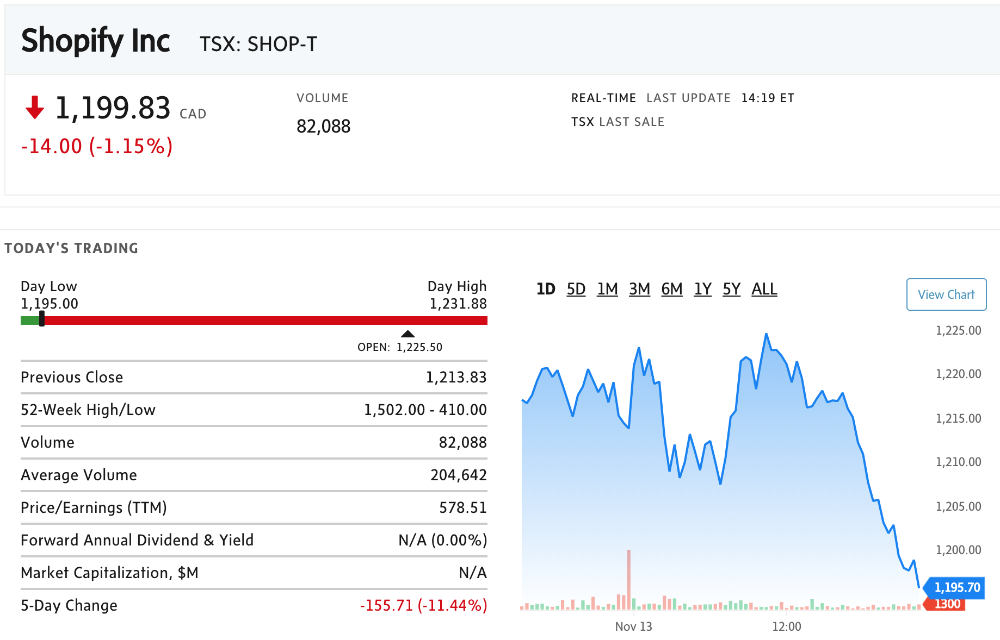 Shopify Inc TSX: SHOP-T
1,199.83 CAD
-14.00 (-1.15%)
VOLUME
82,088
REAL-TIME LAST UPDATE 14:19 ET
TSX LAST SALE
TODAY'S TRADING
Day Low Day High
1,195.00 1,231.88
OPEN: 1,225.50
Previous Close 1,213.83
52-Week High/Low 1,502.00 - 410.00
Volume 82,088
Average Volume 204,642
Price/Earnings (TTM) 578.51
Forward Annual Dividend & Yield N/A (0.00%)
Market Capitalization, $M N/A
5-Day Change -155.71 (-11.44%)
1D 5D 1M 3M 6M 1Y 5Y ALL
View Chart
1,225.00
1,220.00
1,215.00
1,210.00
1,205.00
1,200.00
1,195.70
1300
Nov 13 12:00